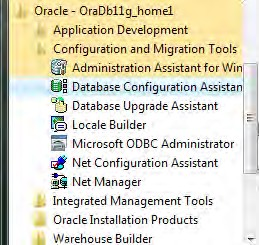 Oracle - OraDb11g_home1
Application Development
Configuration and Migration Tools
Administration Assistant for Win
Database Configuration Assistan
Database Upgrade Assistant
Locale Builder
Microsoft ODBC Administrator
Net Configuration Assistant
Net Manager
Integrated Management Tools
Oracle Installation Products
Warehouse Builder